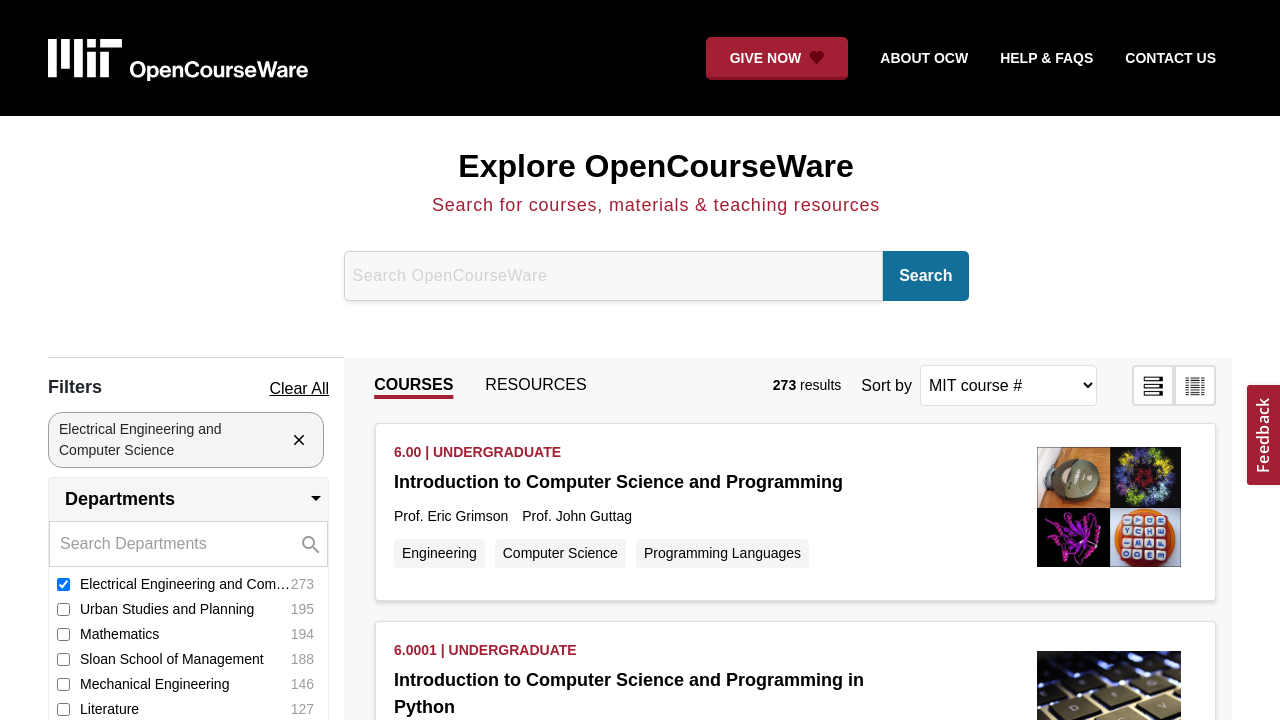 MIT OpenCourseWare
GIVE NOW
ABOUT OCW
HELP & FAQS
CONTACT US
Explore OpenCourseWare
Search for courses, materials & teaching resources
Search OpenCourseWare
Search
Filters
Clear All
Electrical Engineering and
Computer Science
Departments
Search Departments
Electrical Engineering and Com… 273
Urban Studies and Planning 195
Mathematics 194
Sloan School of Management 188
Mechanical Engineering 146
Literature 127
COURSES
RESOURCES
273 results
Sort by
MIT course #
6.00 | UNDERGRADUATE
Introduction to Computer Science and Programming
Prof. Eric Grimson Prof. John Guttag
Engineering Computer Science Programming Languages
6.0001 | UNDERGRADUATE
Introduction to Computer Science and Programming in
Python
Feedback